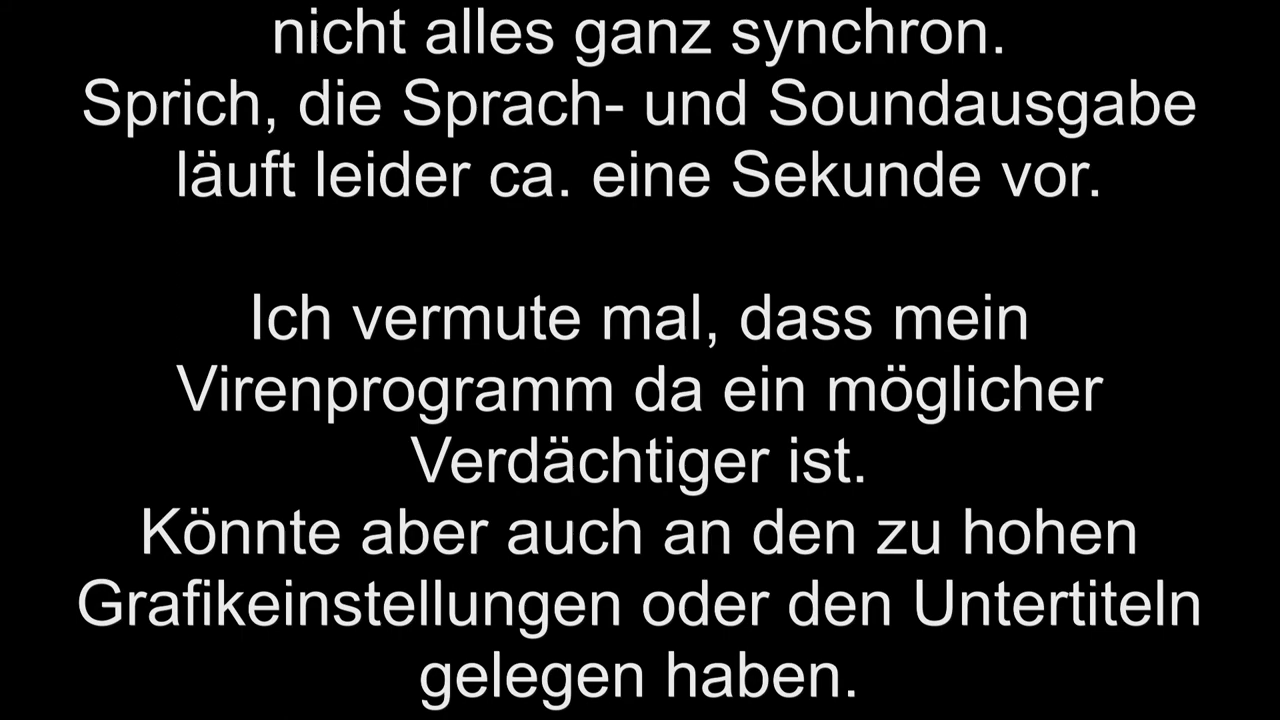 nicht alles ganz synchron.
Sprich, die Sprach- und Soundausgabe
läuft leider ca. eine Sekunde vor.
Ich vermute mal, dass mein
Virenprogramm da ein möglicher
Verdächtiger ist.
Könnte aber auch an den zu hohen
Grafikeinstellungen oder den Untertiteln
gelegen haben.